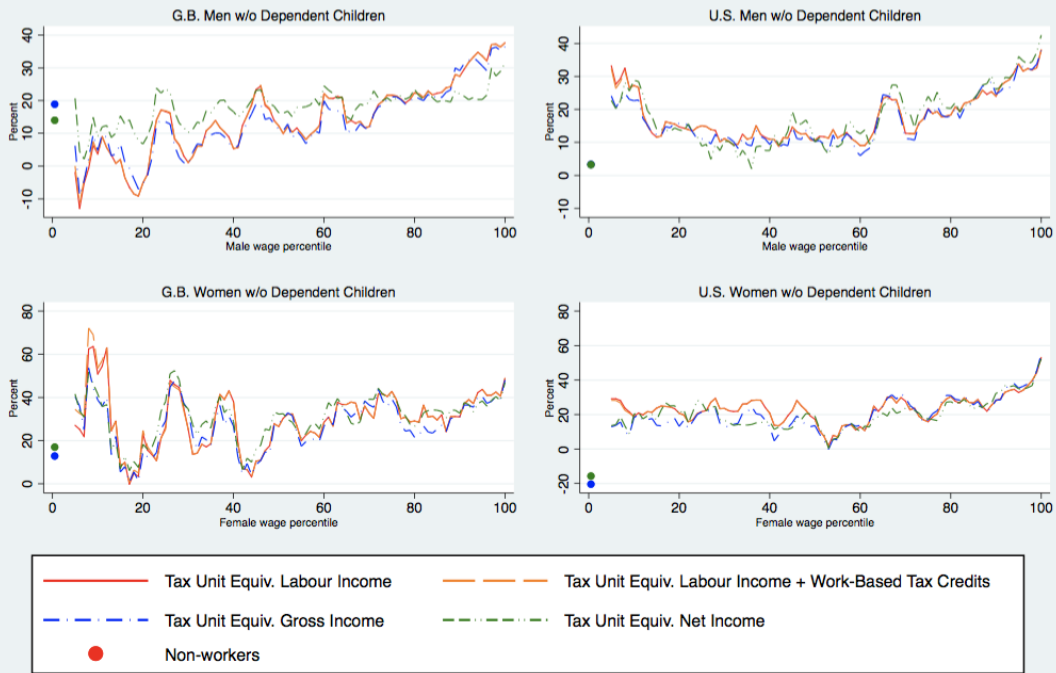 G.B. Men w/o Dependent Children
U.S. Men w/o Dependent Children
Percent
40
30
20
10
0
-10
0 20 40 60 80 100
Male wage percentile
Percent
40
30
20
10
0
-10
0 20 40 60 80 100
Male wage percentile
G.B. Women w/o Dependent Children
U.S. Women w/o Dependent Children
Percent
80
60
40
20
0
0 20 40 60 80 100
Female wage percentile
Percent
80
60
40
20
0
-20
0 20 40 60 80 100
Female wage percentile
Tax Unit Equiv. Labour Income
Tax Unit Equiv. Labour Income + Work-Based Tax Credits
Tax Unit Equiv. Gross Income
Tax Unit Equiv. Net Income
Non-workers